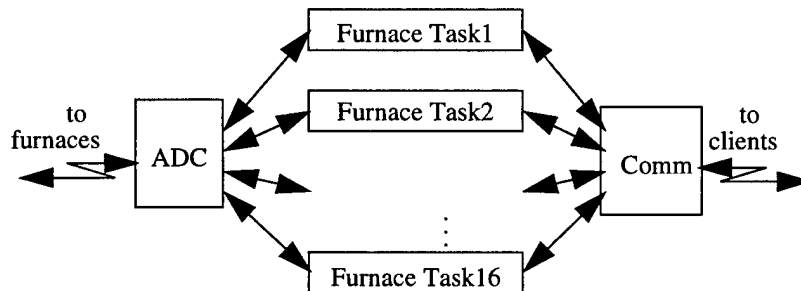 Furnace Task1
to
furnaces
ADC
Furnace Task2
Comm
to
clients
Furnace Task16